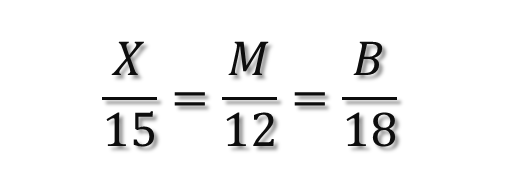 X/15 = M/12 = B/18